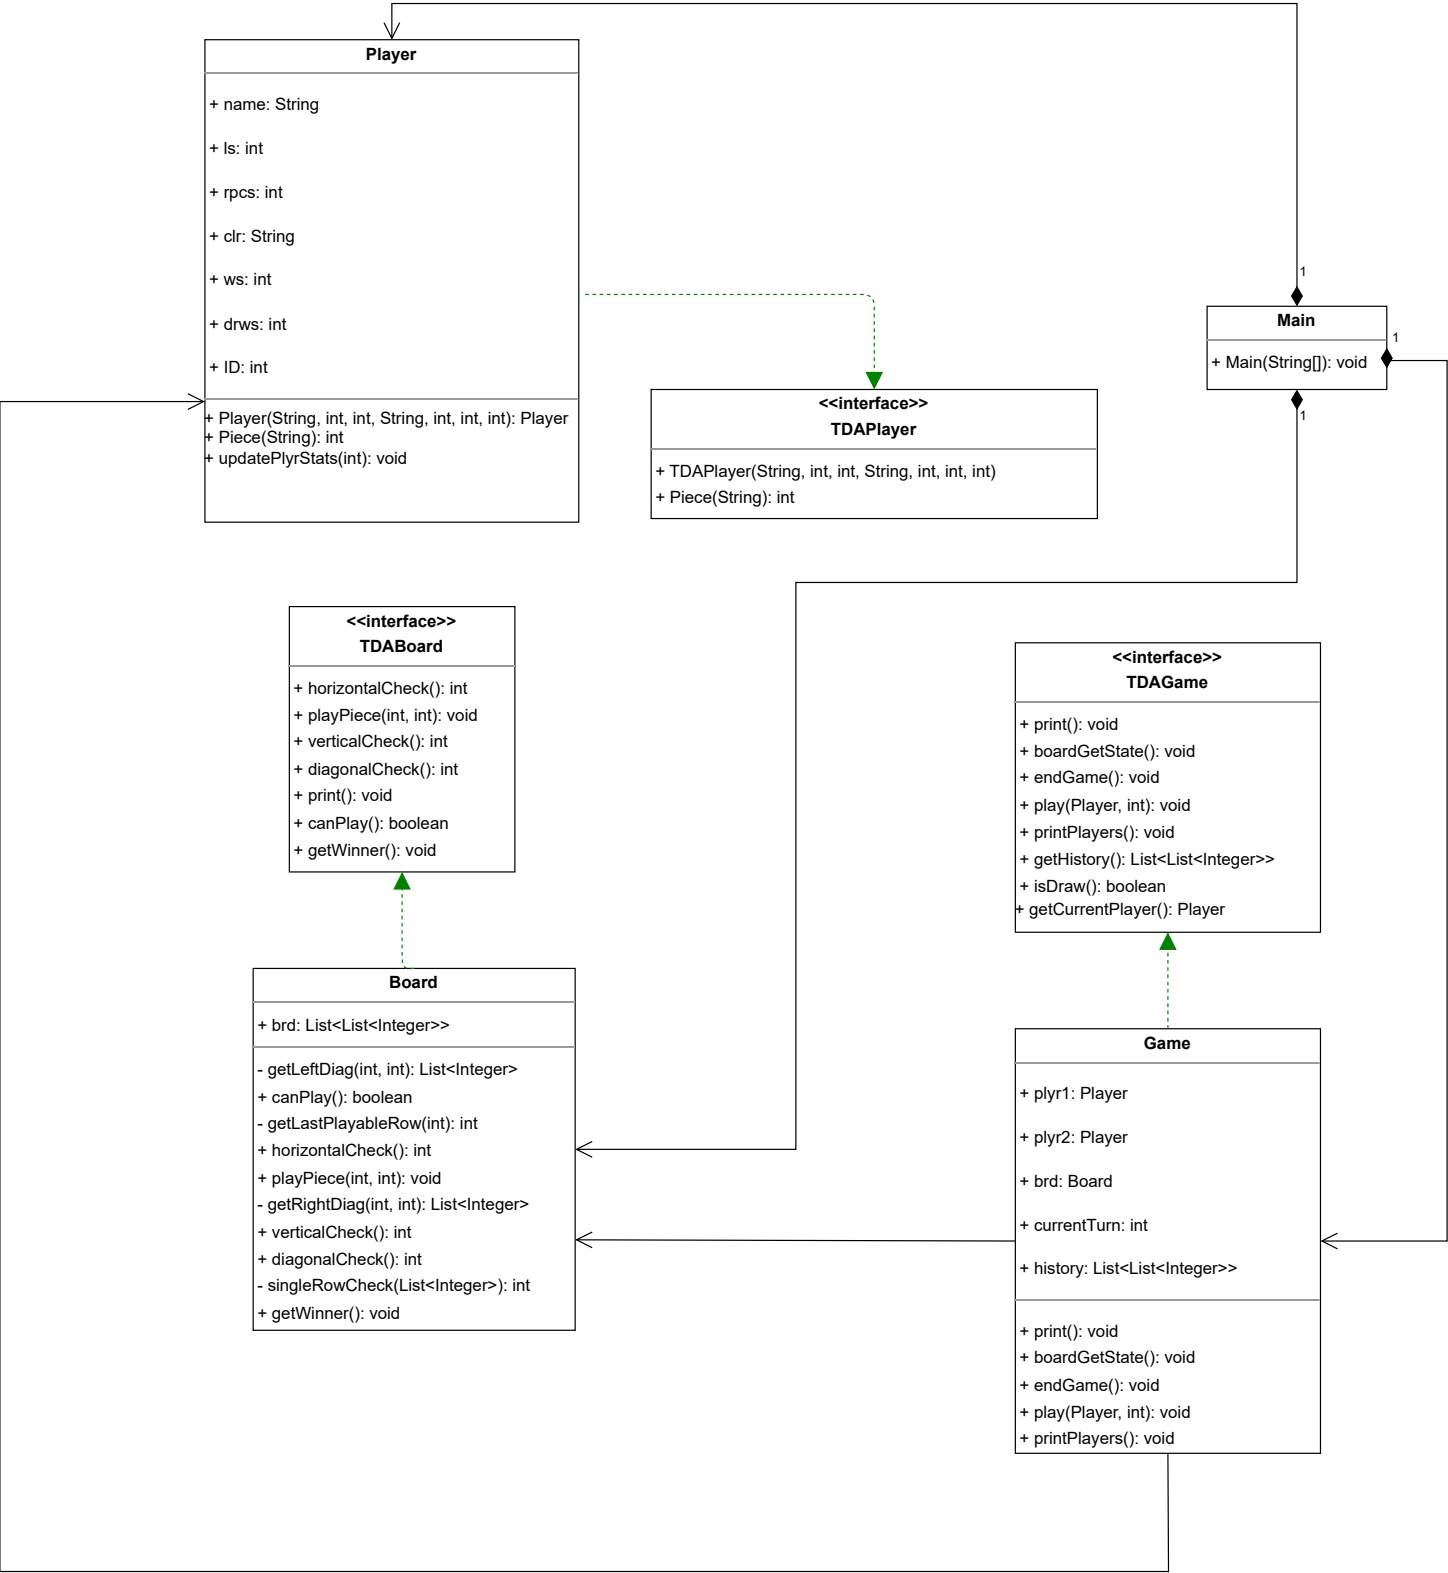 Player
+ name: String
+ ls: int
+ rpcs: int
+ clr: String
+ ws: int
+ drws: int
+ ID: int
+ Player(String, int, int, String, int, int, int): Player
+ Piece(String): int
+ updatePlyrStats(int): void
1
Main
+ Main(String[]): void
1
1
<<interface>>
TDAPlayer
+ TDAPlayer(String, int, int, String, int, int, int)
+ Piece(String): int
<<interface>>
TDABoard
+ horizontalCheck(): int
+ playPiece(int, int): void
+ verticalCheck(): int
+ diagonalCheck(): int
+ print(): void
+ canPlay(): boolean
+ getWinner(): void
<<interface>>
TDAGame
+ print(): void
+ boardGetState(): void
+ endGame(): void
+ play(Player, int): void
+ printPlayers(): void
+ getHistory(): List<List<Integer>>
+ isDraw(): boolean
+ getCurrentPlayer(): Player
Board
+ brd: List<List<Integer>>
- getLeftDiag(int, int): List<Integer>
+ canPlay(): boolean
- getLastPlayableRow(int): int
+ horizontalCheck(): int
+ playPiece(int, int): void
- getRightDiag(int, int): List<Integer>
+ verticalCheck(): int
+ diagonalCheck(): int
- singleRowCheck(List<Integer>): int
+ getWinner(): void
Game
+ plyr1: Player
+ plyr2: Player
+ brd: Board
+ currentTurn: int
+ history: List<List<Integer>>
+ print(): void
+ boardGetState(): void
+ endGame(): void
+ play(Player, int): void
+ printPlayers(): void